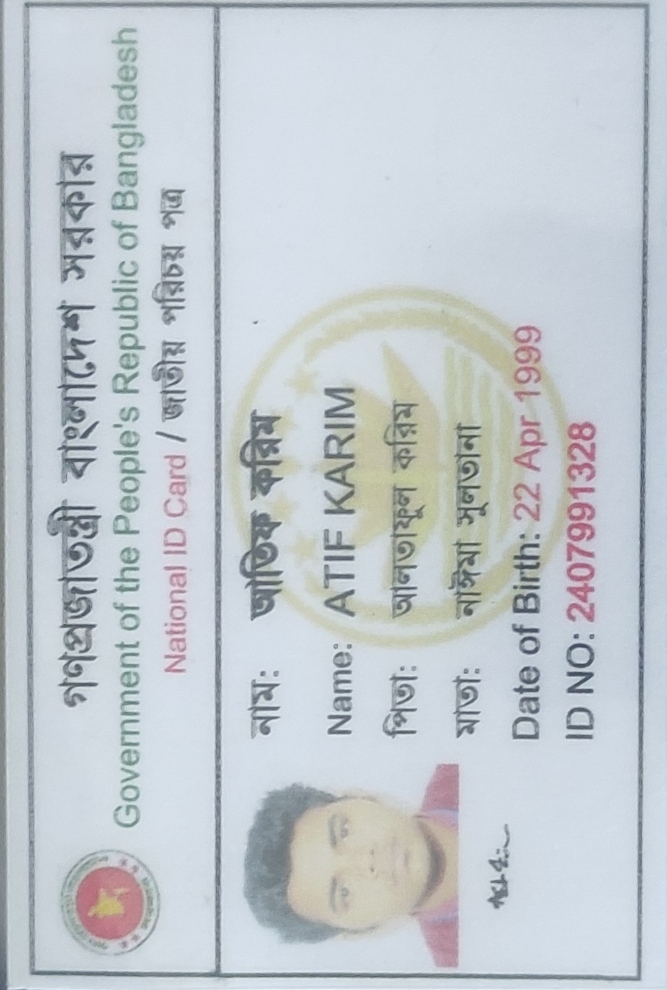 গণপ্রজাতন্ত্রী বাংলাদেশ সরকার
Government of the People's Republic of Bangladesh
National ID Card / জাতীয় পরিচয় পত্র
নাম: আতিফ করিম
Name: ATIF KARIM
পিতা: আলতাফুল করিম
মাতা: নাঈমা সুলতানা
Date of Birth: 22 Apr 1999
ID NO: 2407991328